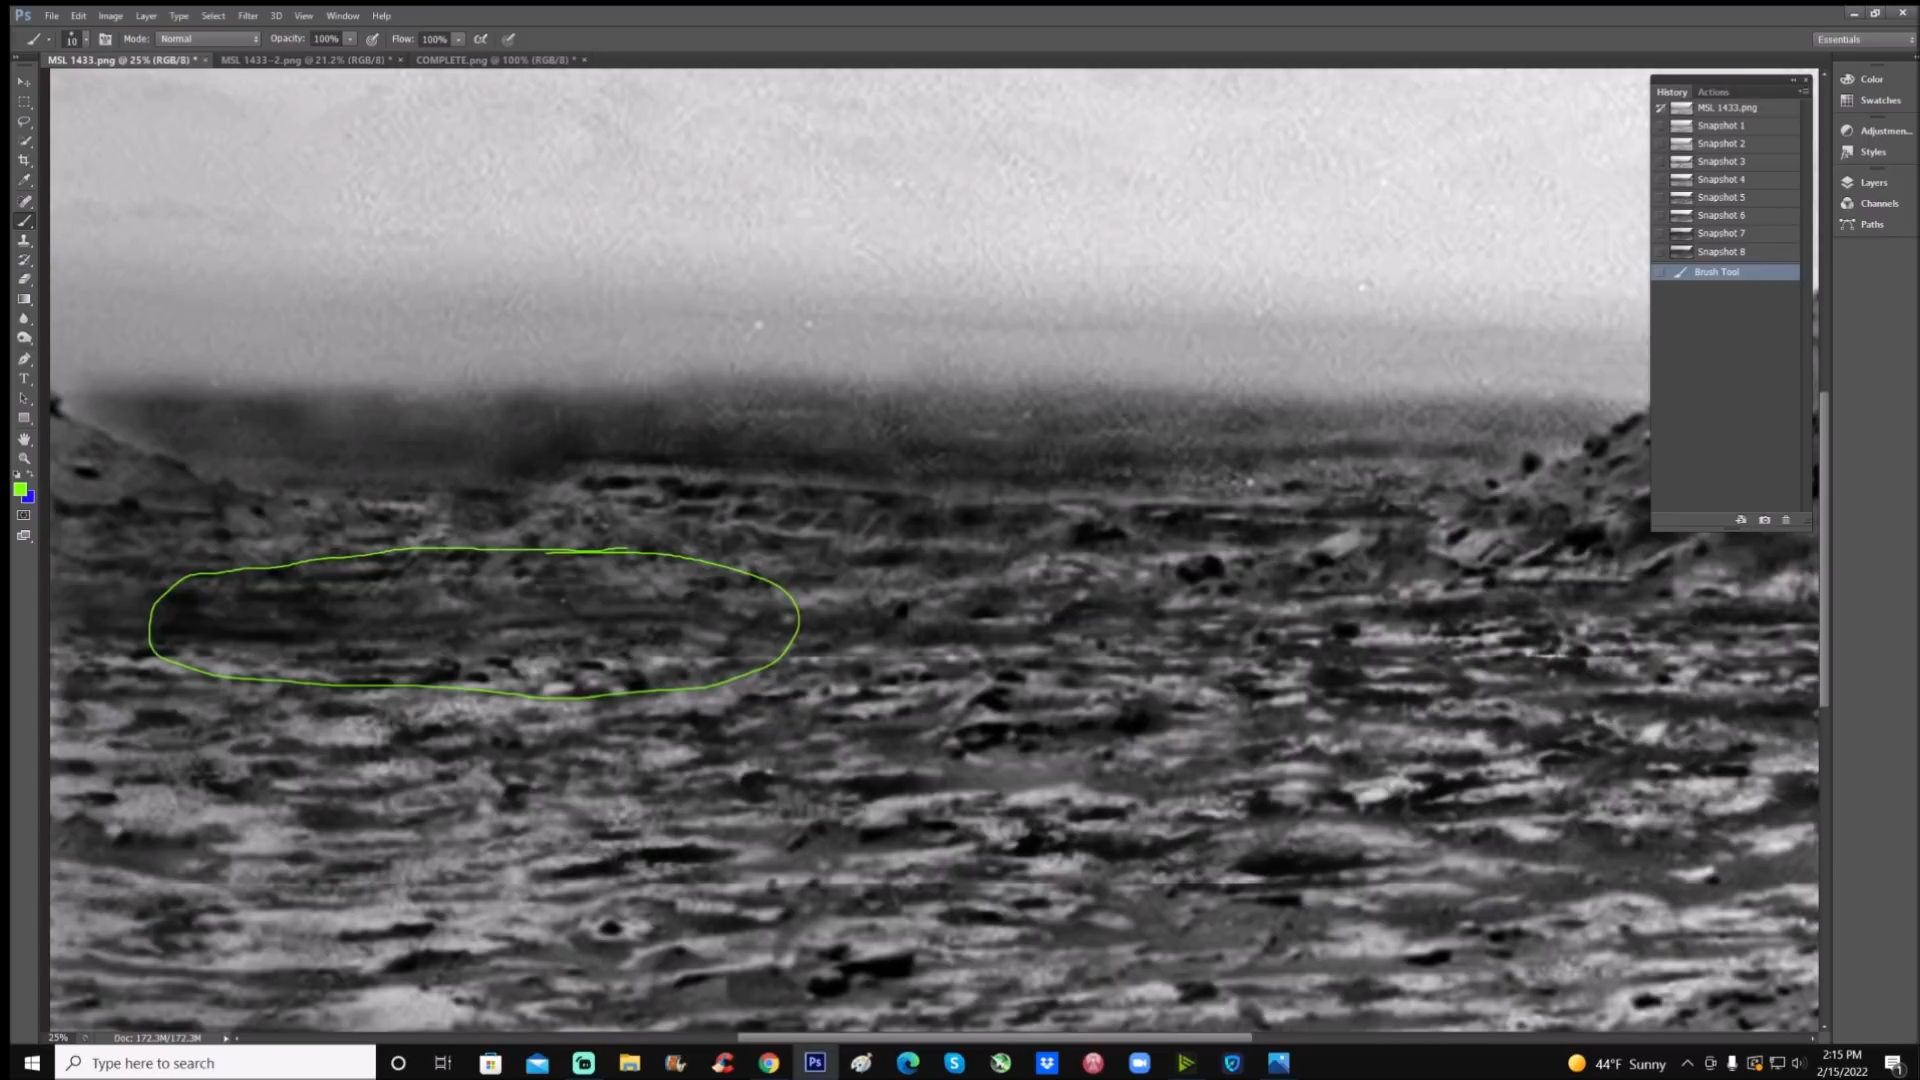 Ps File Edit Image Layer Type Select Filter 3D View Window Help
10 Mode: Normal Opacity: 100% Flow: 100% Essentials
MSL 1433.png @ 25% (RGB/8) * × MSL 1433-2.png @ 21.2% (RGB/8) * × COMPLETE.png @ 100% (RGB/8) * ×
History Actions
MSL 1433.png
Snapshot 1
Snapshot 2
Snapshot 3
Snapshot 4
Snapshot 5
Snapshot 6
Snapshot 7
Snapshot 8
Brush Tool
Color
Swatches
Adjustmen...
Styles
Layers
Channels
Paths
25% Doc: 172.3M/172.3M
Type here to search
Ps
44°F Sunny
2:15 PM
2/15/2022
1